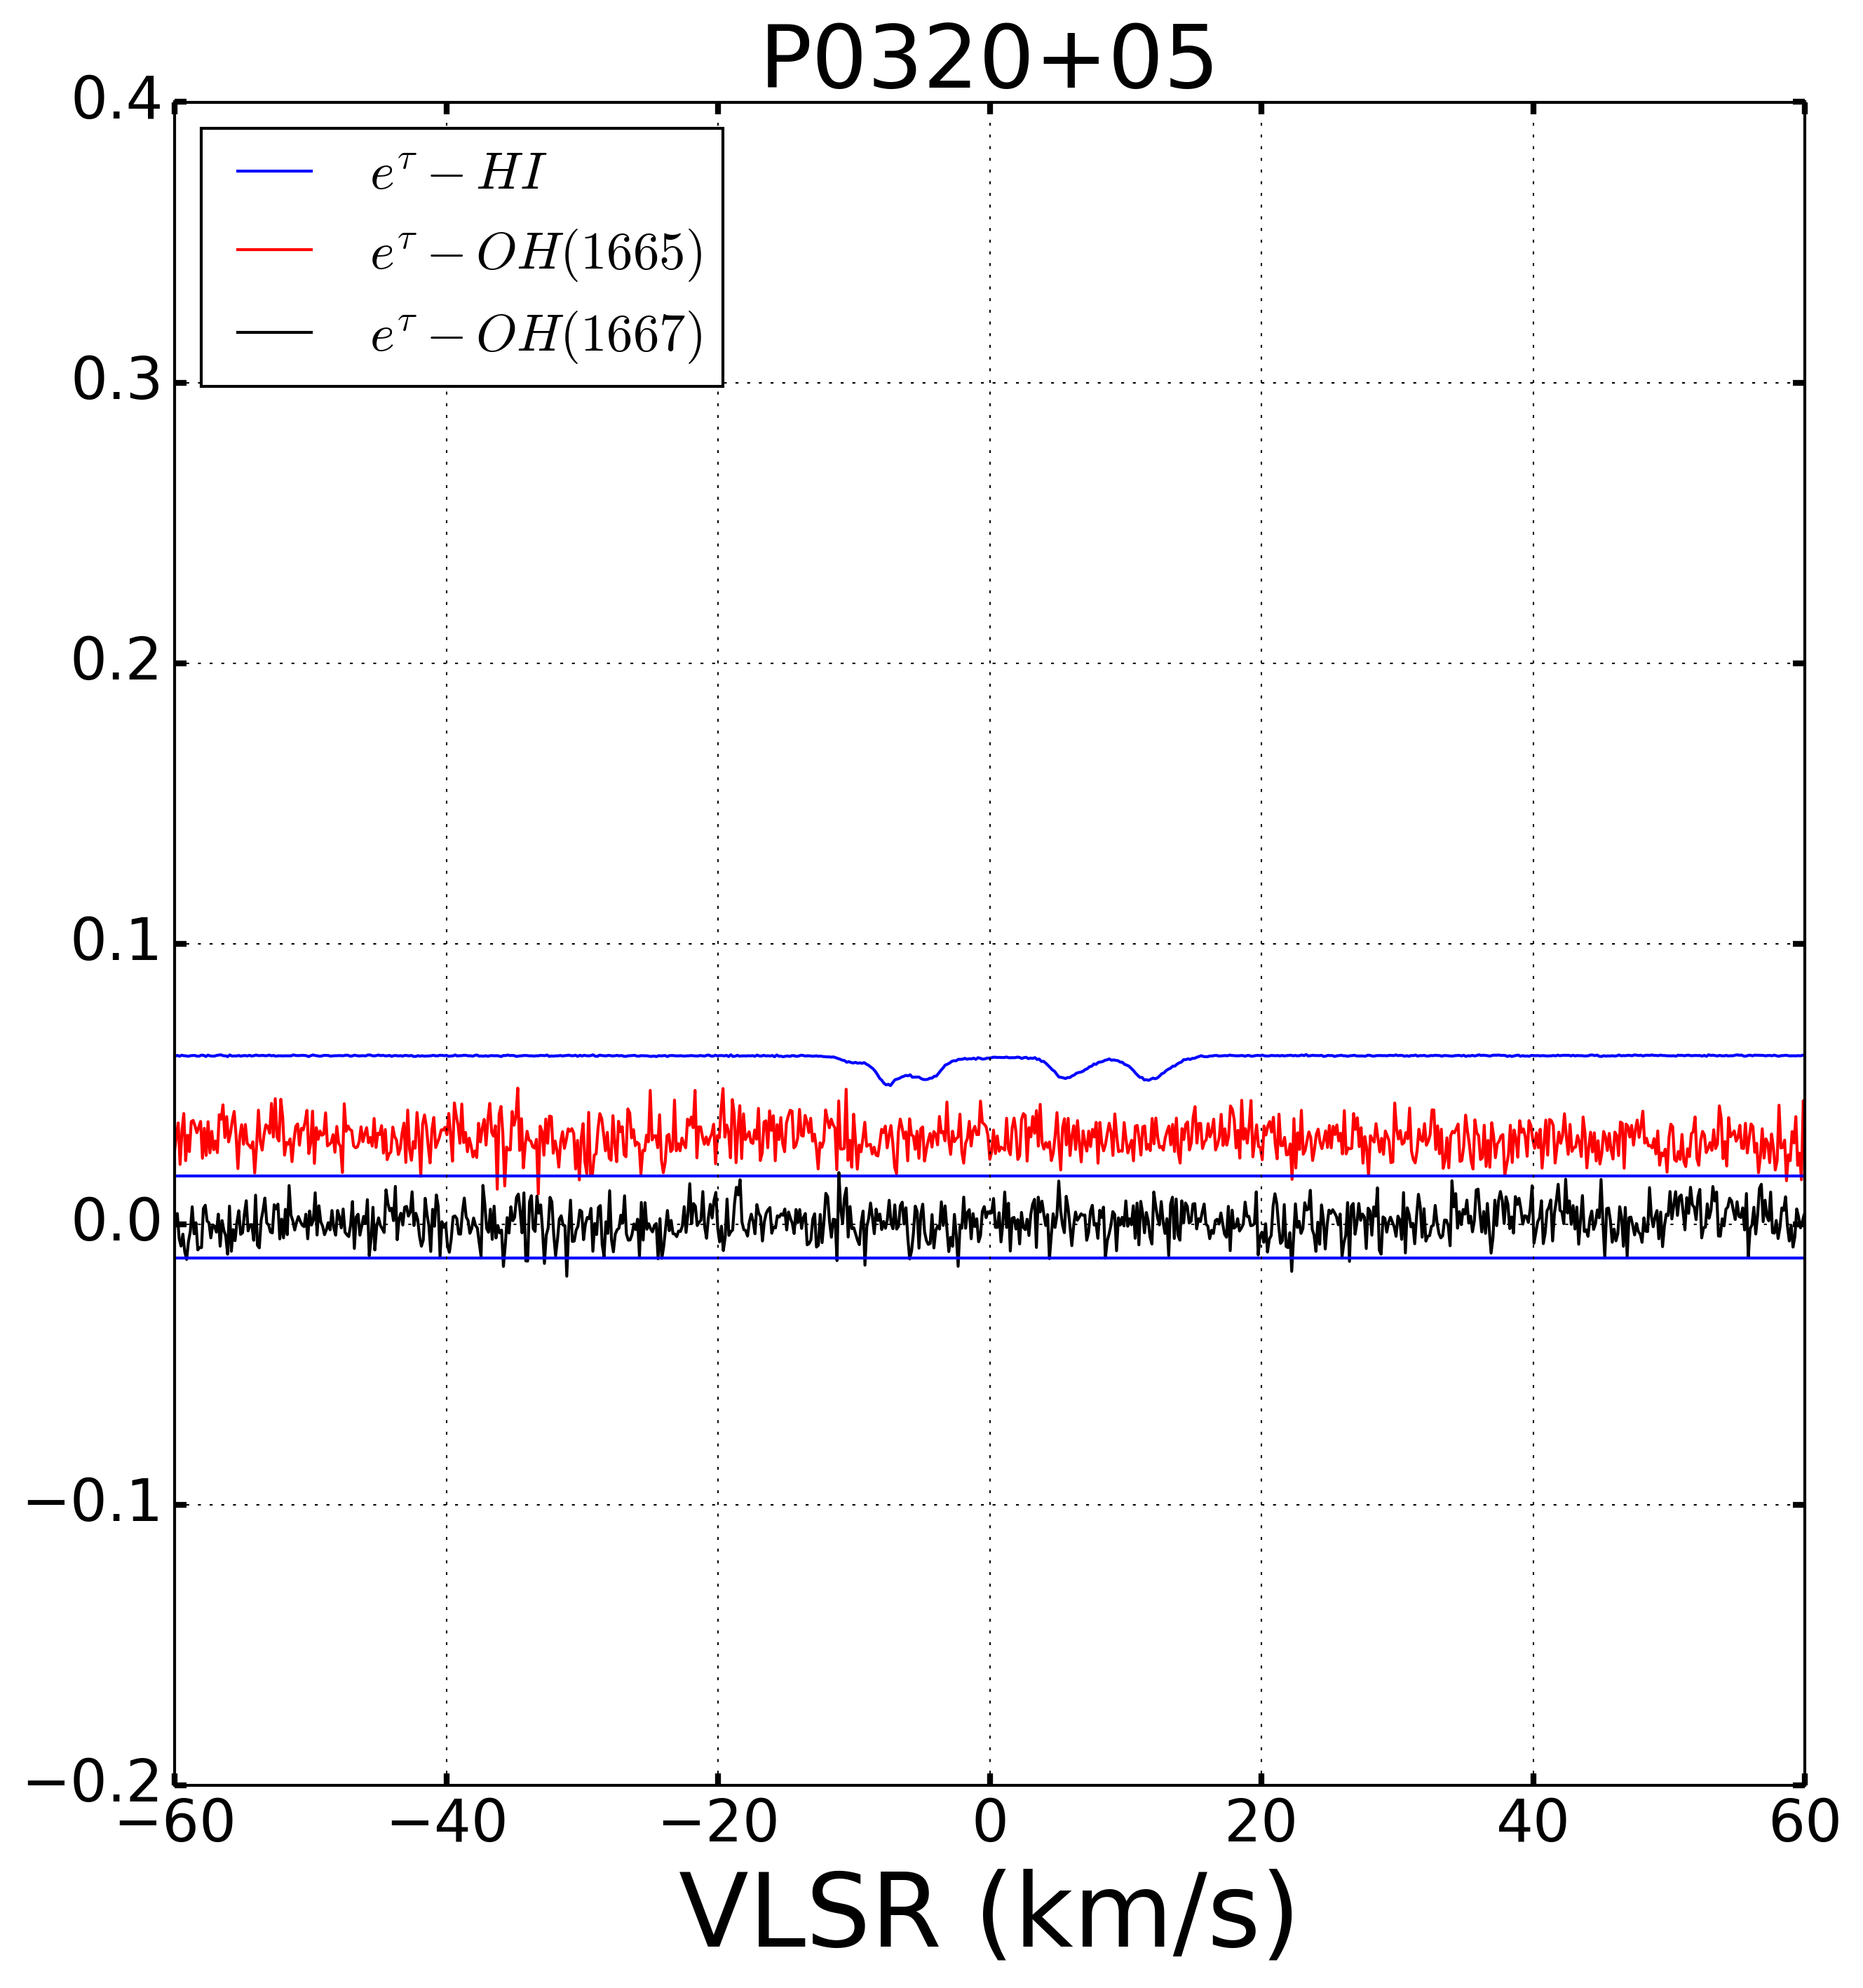 P0320+05
0.4
e^τ − HI
e^τ − OH(1665)
e^τ − OH(1667)
0.3
0.2
0.1
0.0
−0.1
−0.2
−60 −40 −20 0 20 40 60
VLSR (km/s)